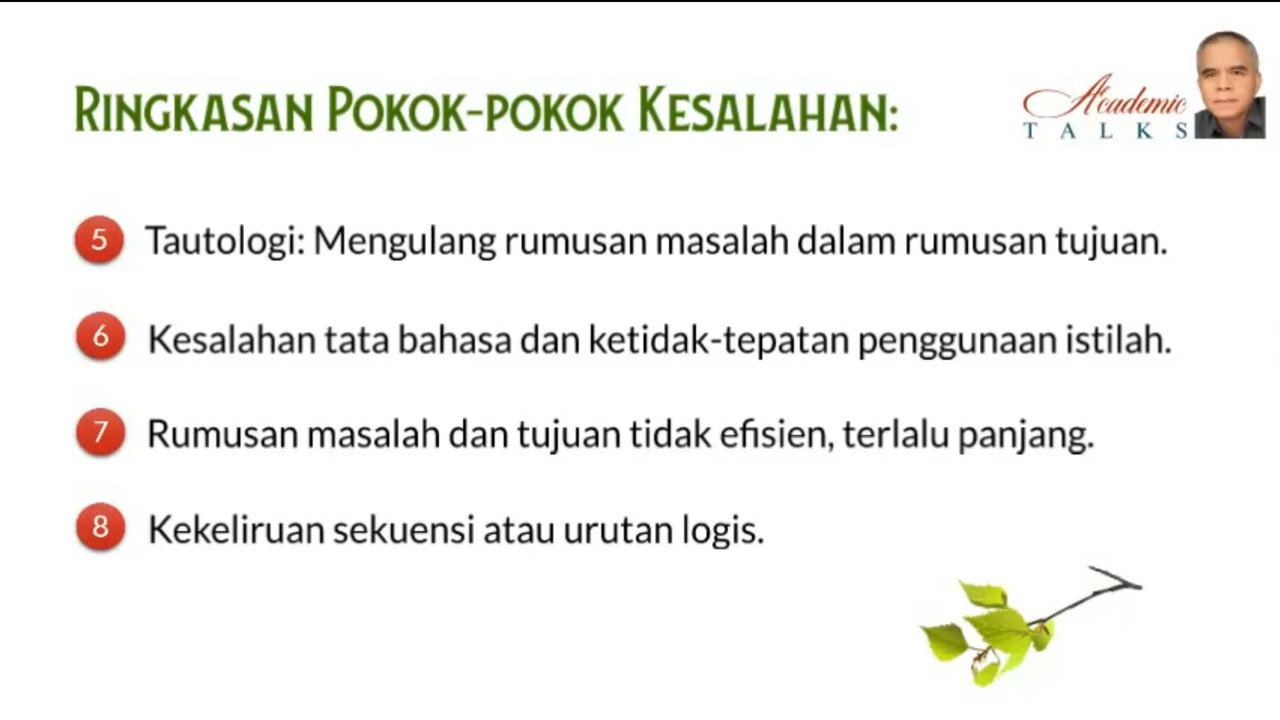 RINGKASAN POKOK-POKOK KESALAHAN:
Academic
TALKS
5 Tautologi: Mengulang rumusan masalah dalam rumusan tujuan.
6 Kesalahan tata bahasa dan ketidak-tepatan penggunaan istilah.
7 Rumusan masalah dan tujuan tidak efisien, terlalu panjang.
8 Kekeliruan sekuensi atau urutan logis.